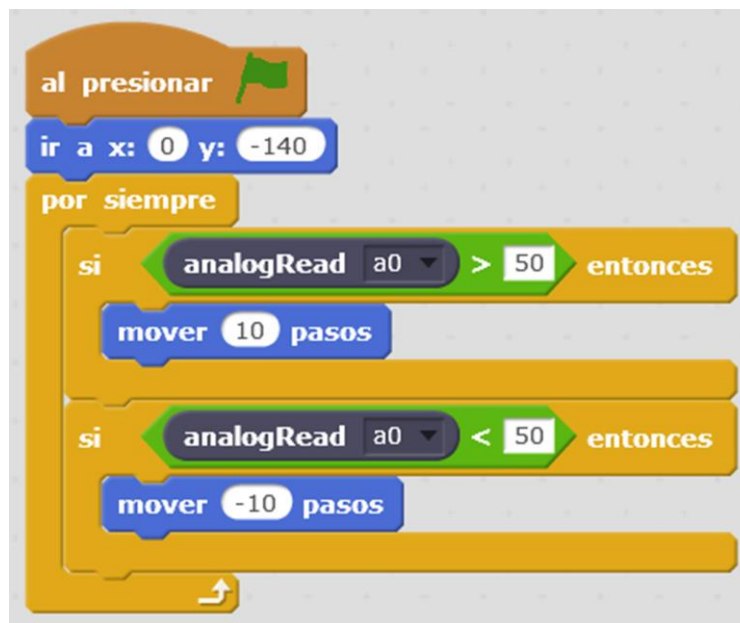 al presionar
ir a x: 0 y: -140
por siempre
si analogRead a0 > 50 entonces
mover 10 pasos
si analogRead a0 < 50 entonces
mover -10 pasos